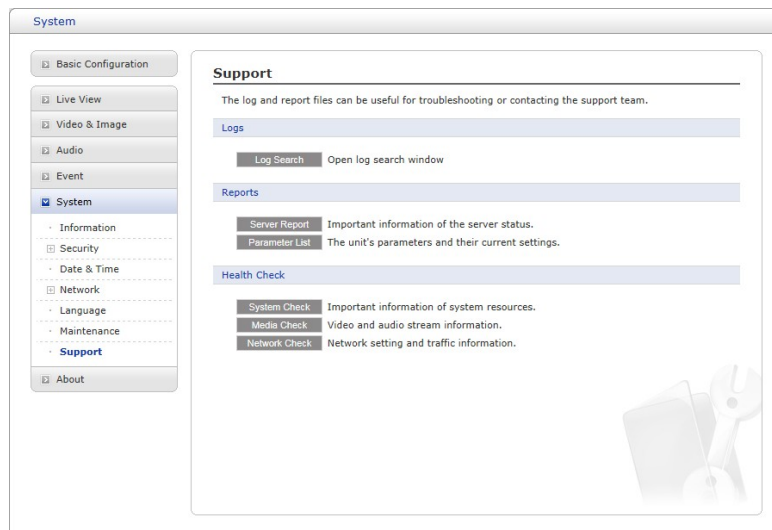 System
Basic Configuration
Live View
Video & Image
Audio
Event
System
Information
Security
Date & Time
Network
Language
Maintenance
Support
About
Support
The log and report files can be useful for troubleshooting or contacting the support team.
Logs
Log Search Open log search window
Reports
Server Report Important information of the server status.
Parameter List The unit's parameters and their current settings.
Health Check
System Check Important information of system resources.
Media Check Video and audio stream information.
Network Check Network setting and traffic information.